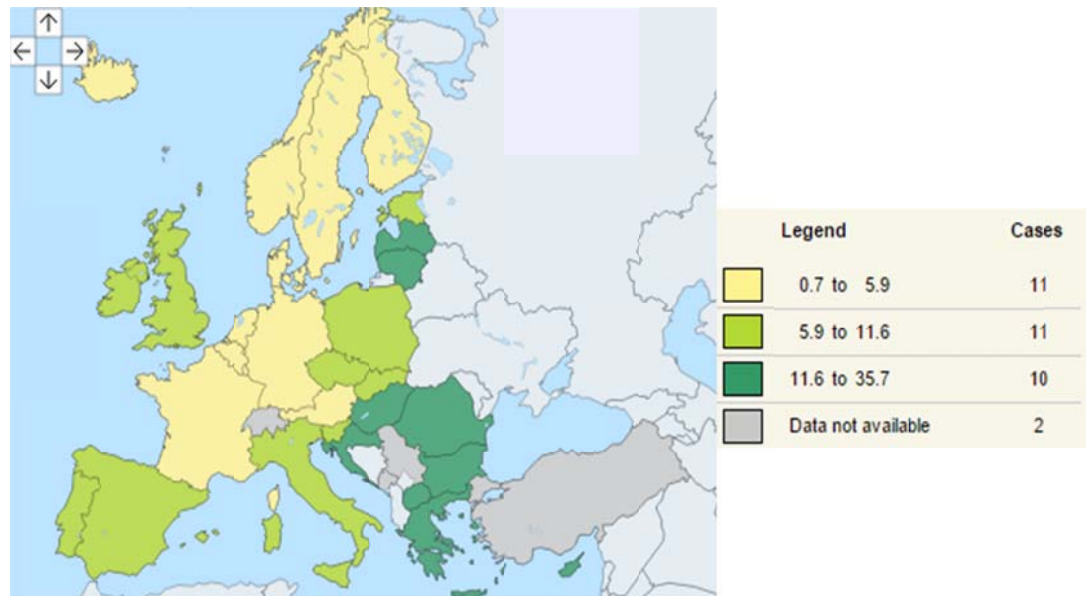 Legend Cases
0.7 to 5.9 11
5.9 to 11.6 11
11.6 to 35.7 10
Data not available 2